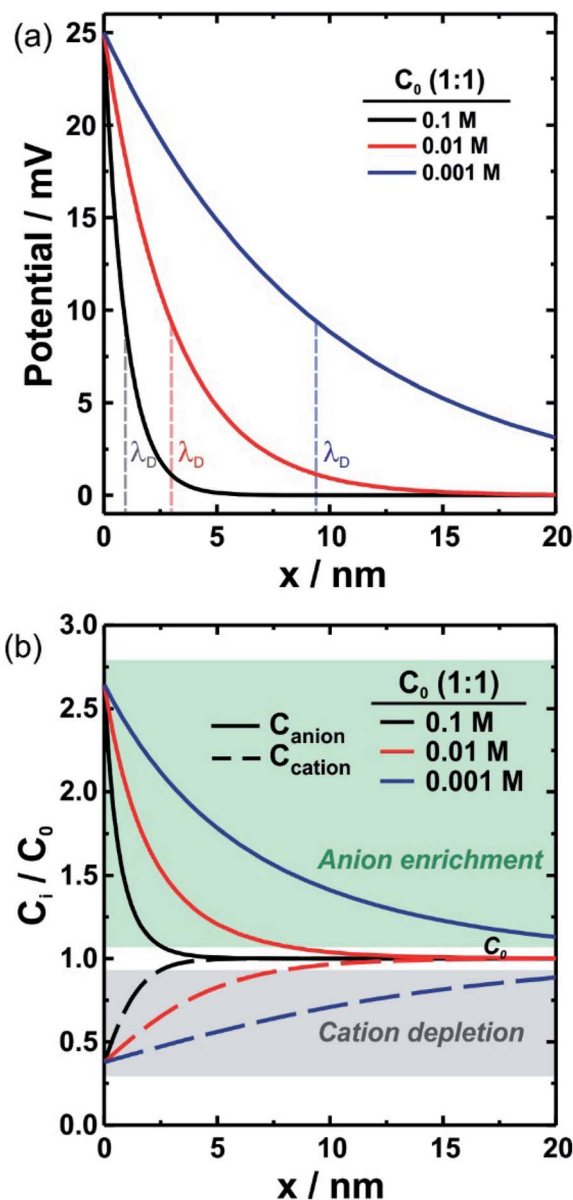 (a)
C₀ (1:1)
0.1 M
0.01 M
0.001 M
Potential / mV
25
20
15
10
5
0
λD λD λD
0 5 10 15 20
x / nm
(b)
C₀ (1:1)
Canion
Ccation
0.1 M
0.01 M
0.001 M
Anion enrichment
C₀
Cation depletion
Ci / C₀
3.0
2.5
2.0
1.5
1.0
0.5
0.0
0 5 10 15 20
x / nm